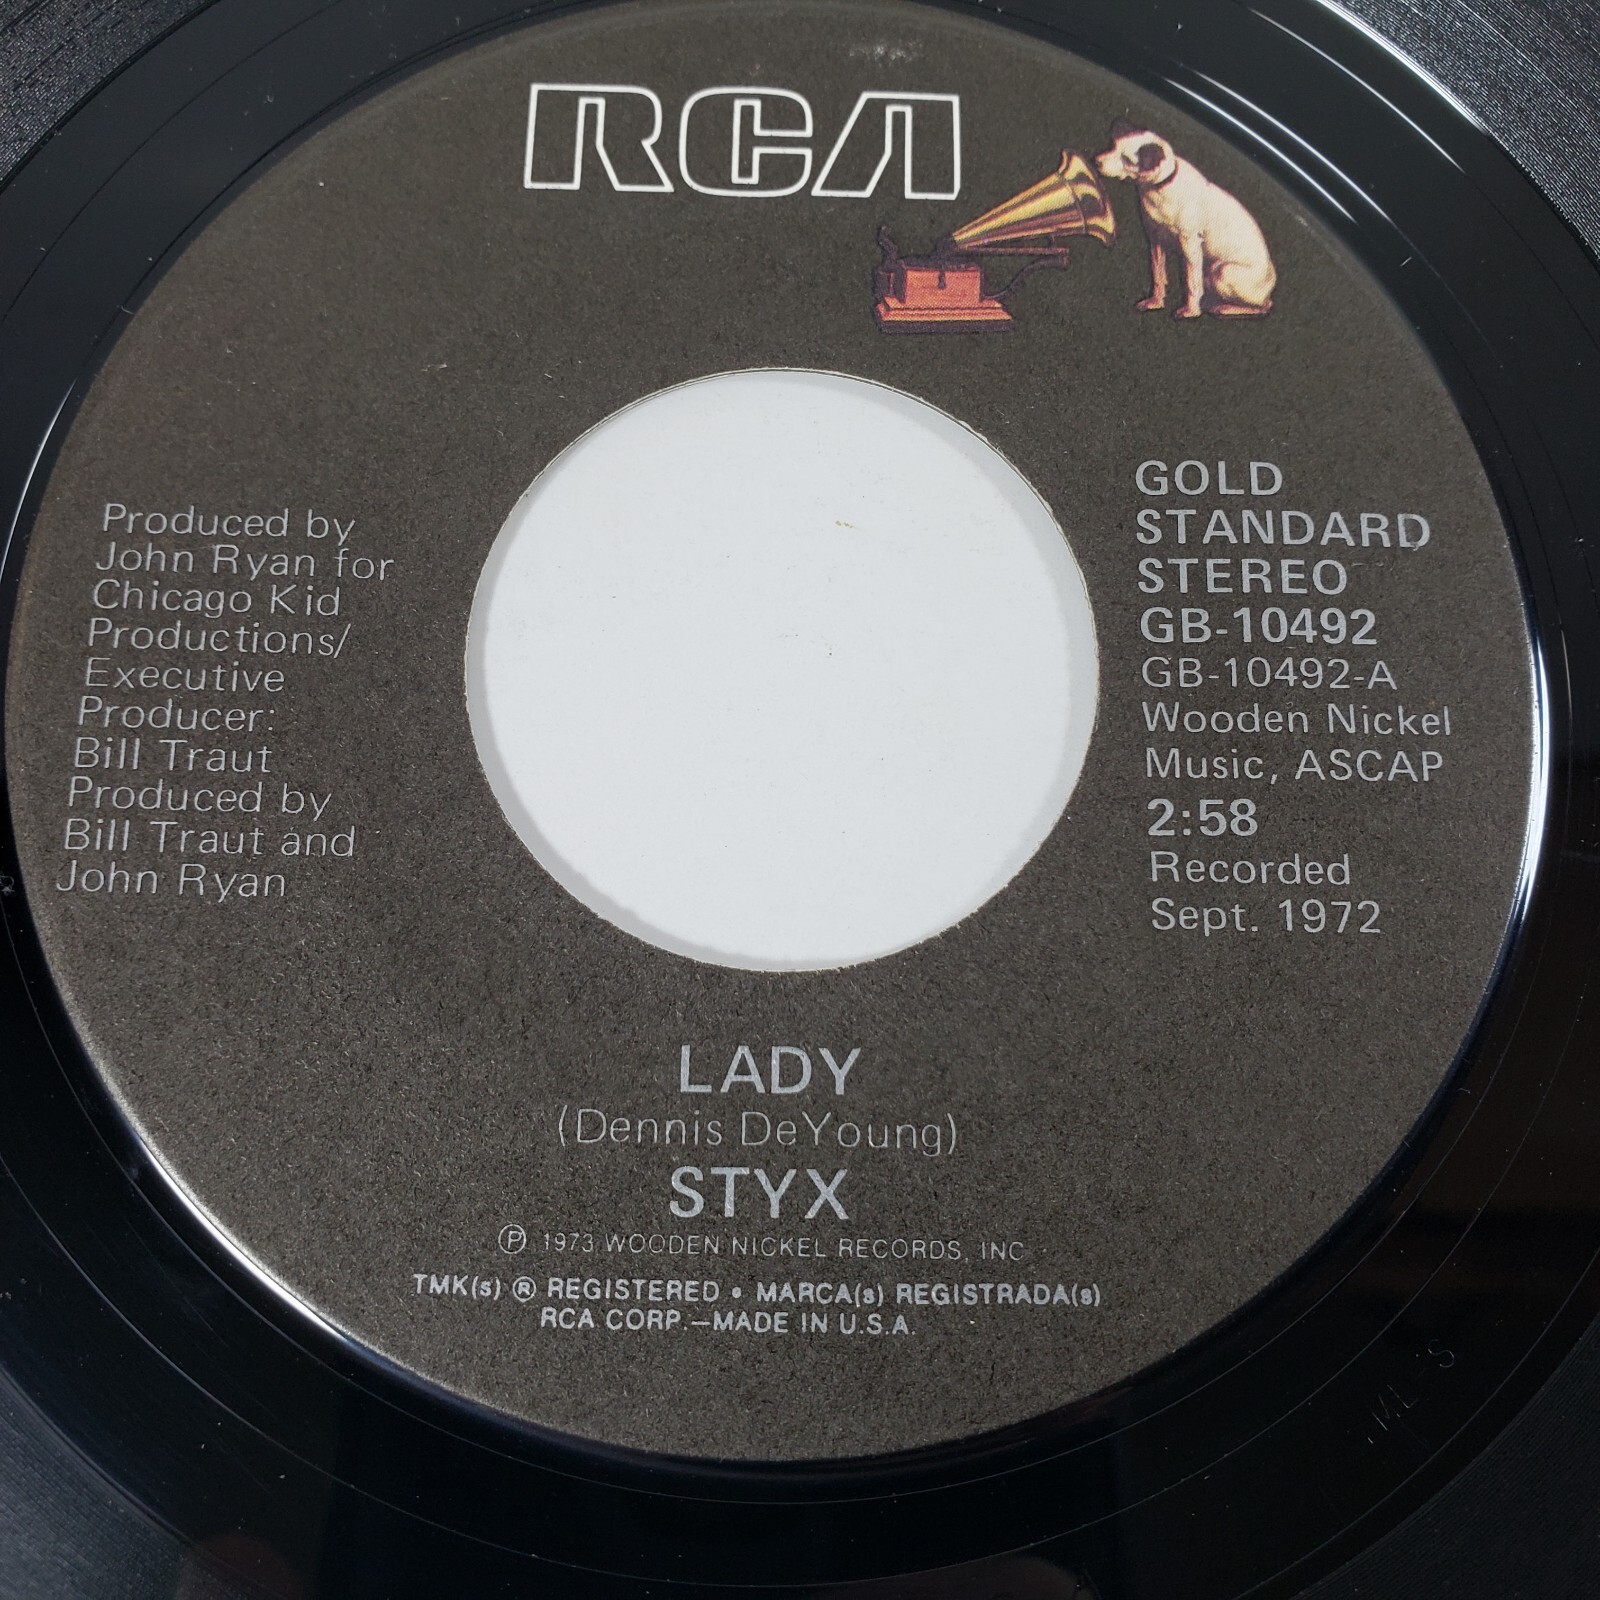 RCA
Produced by
John Ryan for
Chicago Kid
Productions/
Executive
Producer:
Bill Traut
Produced by
Bill Traut and
John Ryan
GOLD
STANDARD
STEREO
GB-10492
GB-10492-A
Wooden Nickel
Music, ASCAP
2:58
Recorded
Sept. 1972
LADY
(Dennis DeYoung)
STYX
Ⓟ 1973 WOODEN NICKEL RECORDS, INC
TMK(s) ® REGISTERED • MARCA(s) REGISTRADA(s)
RCA CORP.—MADE IN U.S.A.